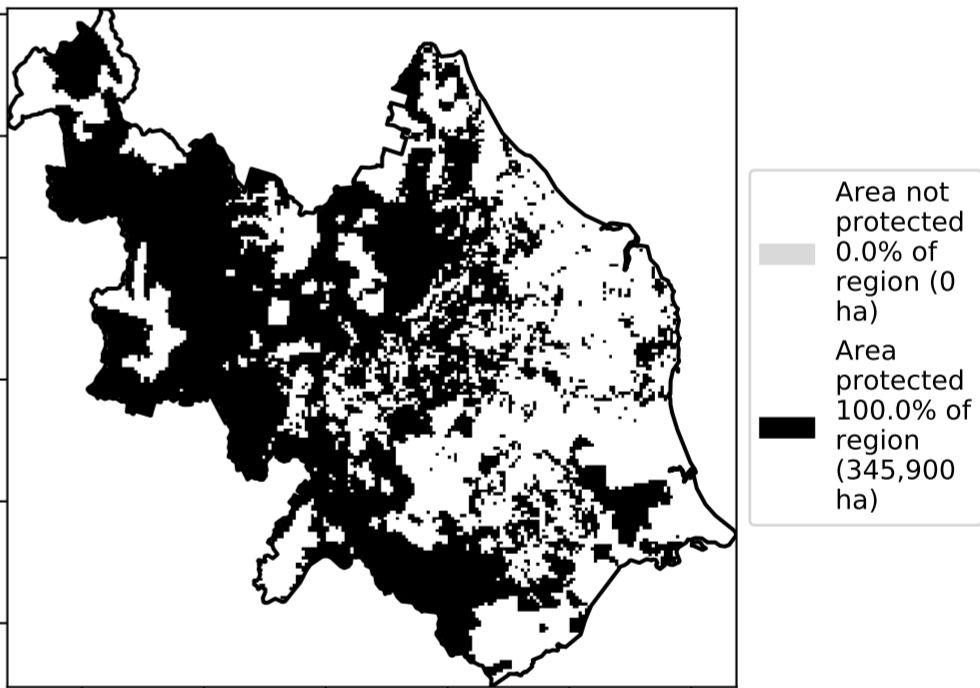 Area not
protected
0.0% of
region (0
ha)
Area
protected
100.0% of
region
(345,900
ha)